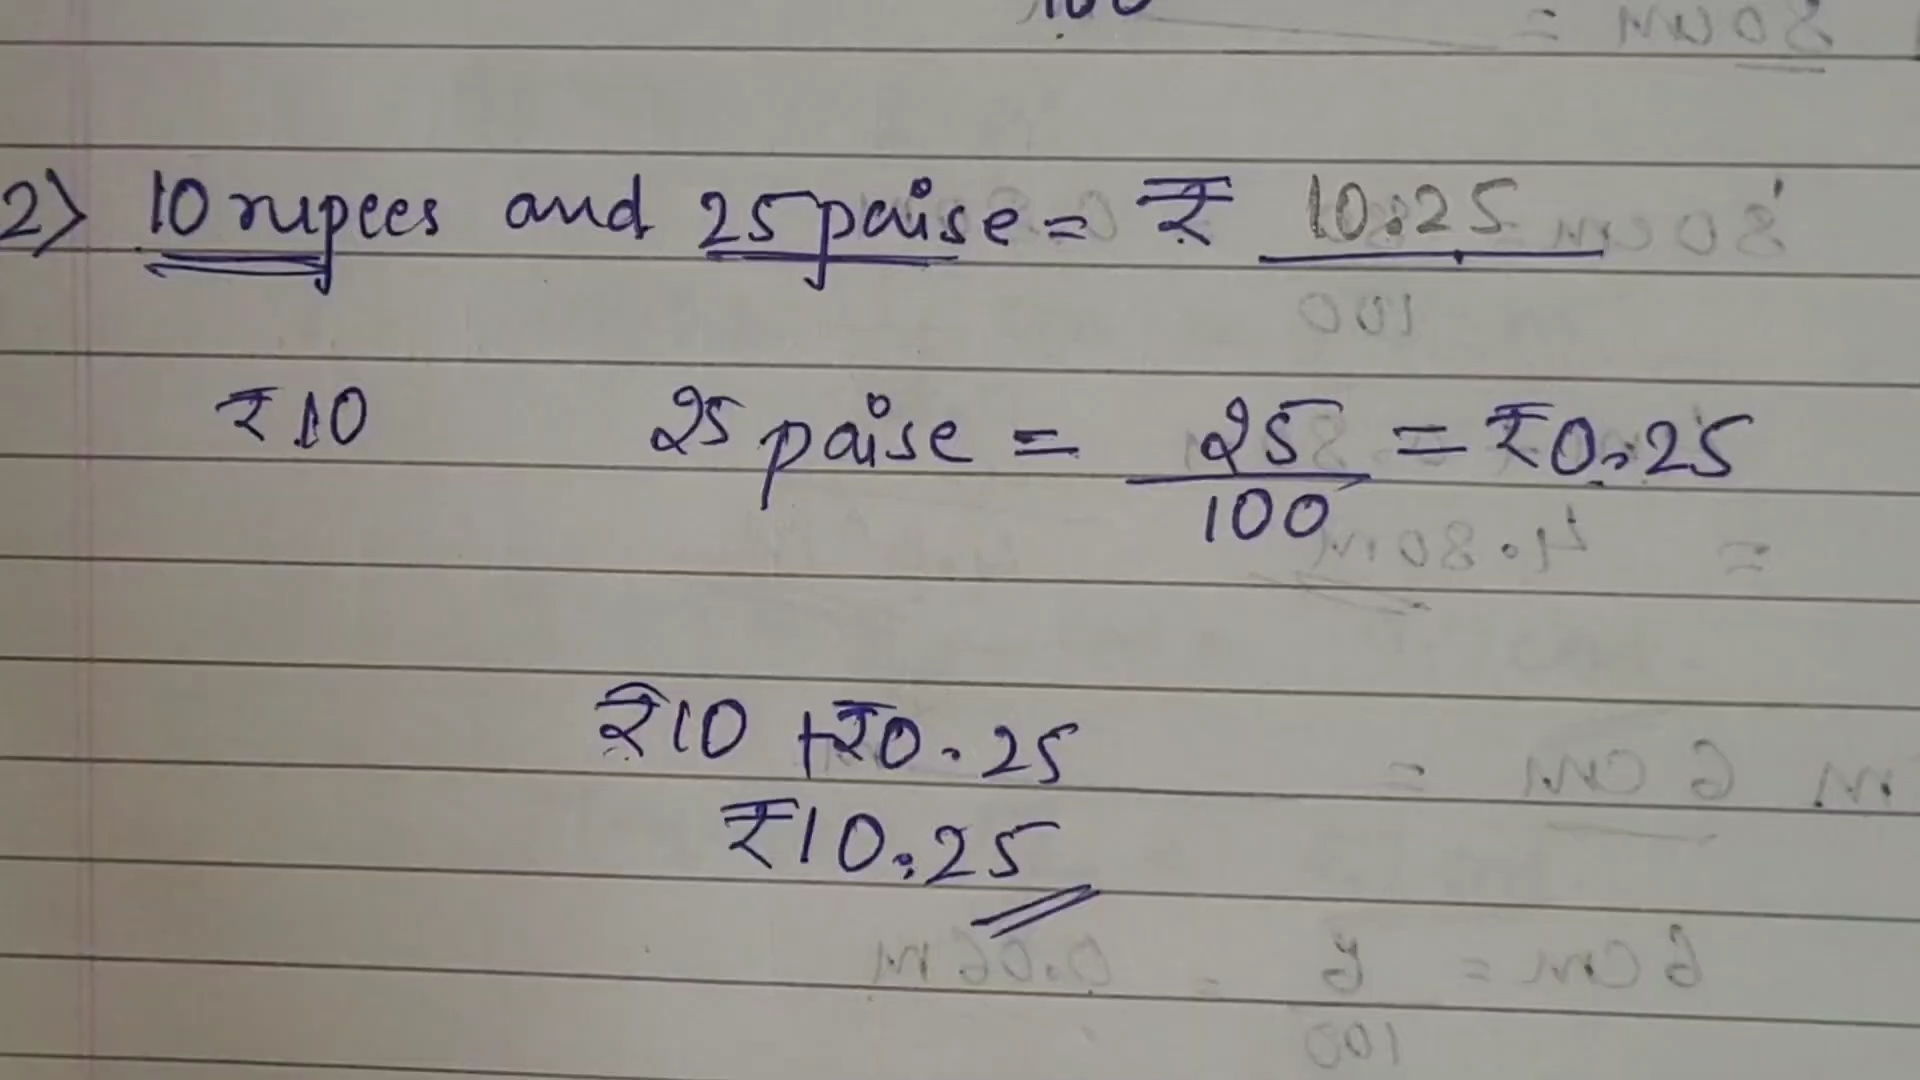 100
2) 10 rupees and 25 paise = ₹ 10.25
₹10 25 paise = 25/100 = ₹0.25
₹10 + ₹0.25
₹10.25